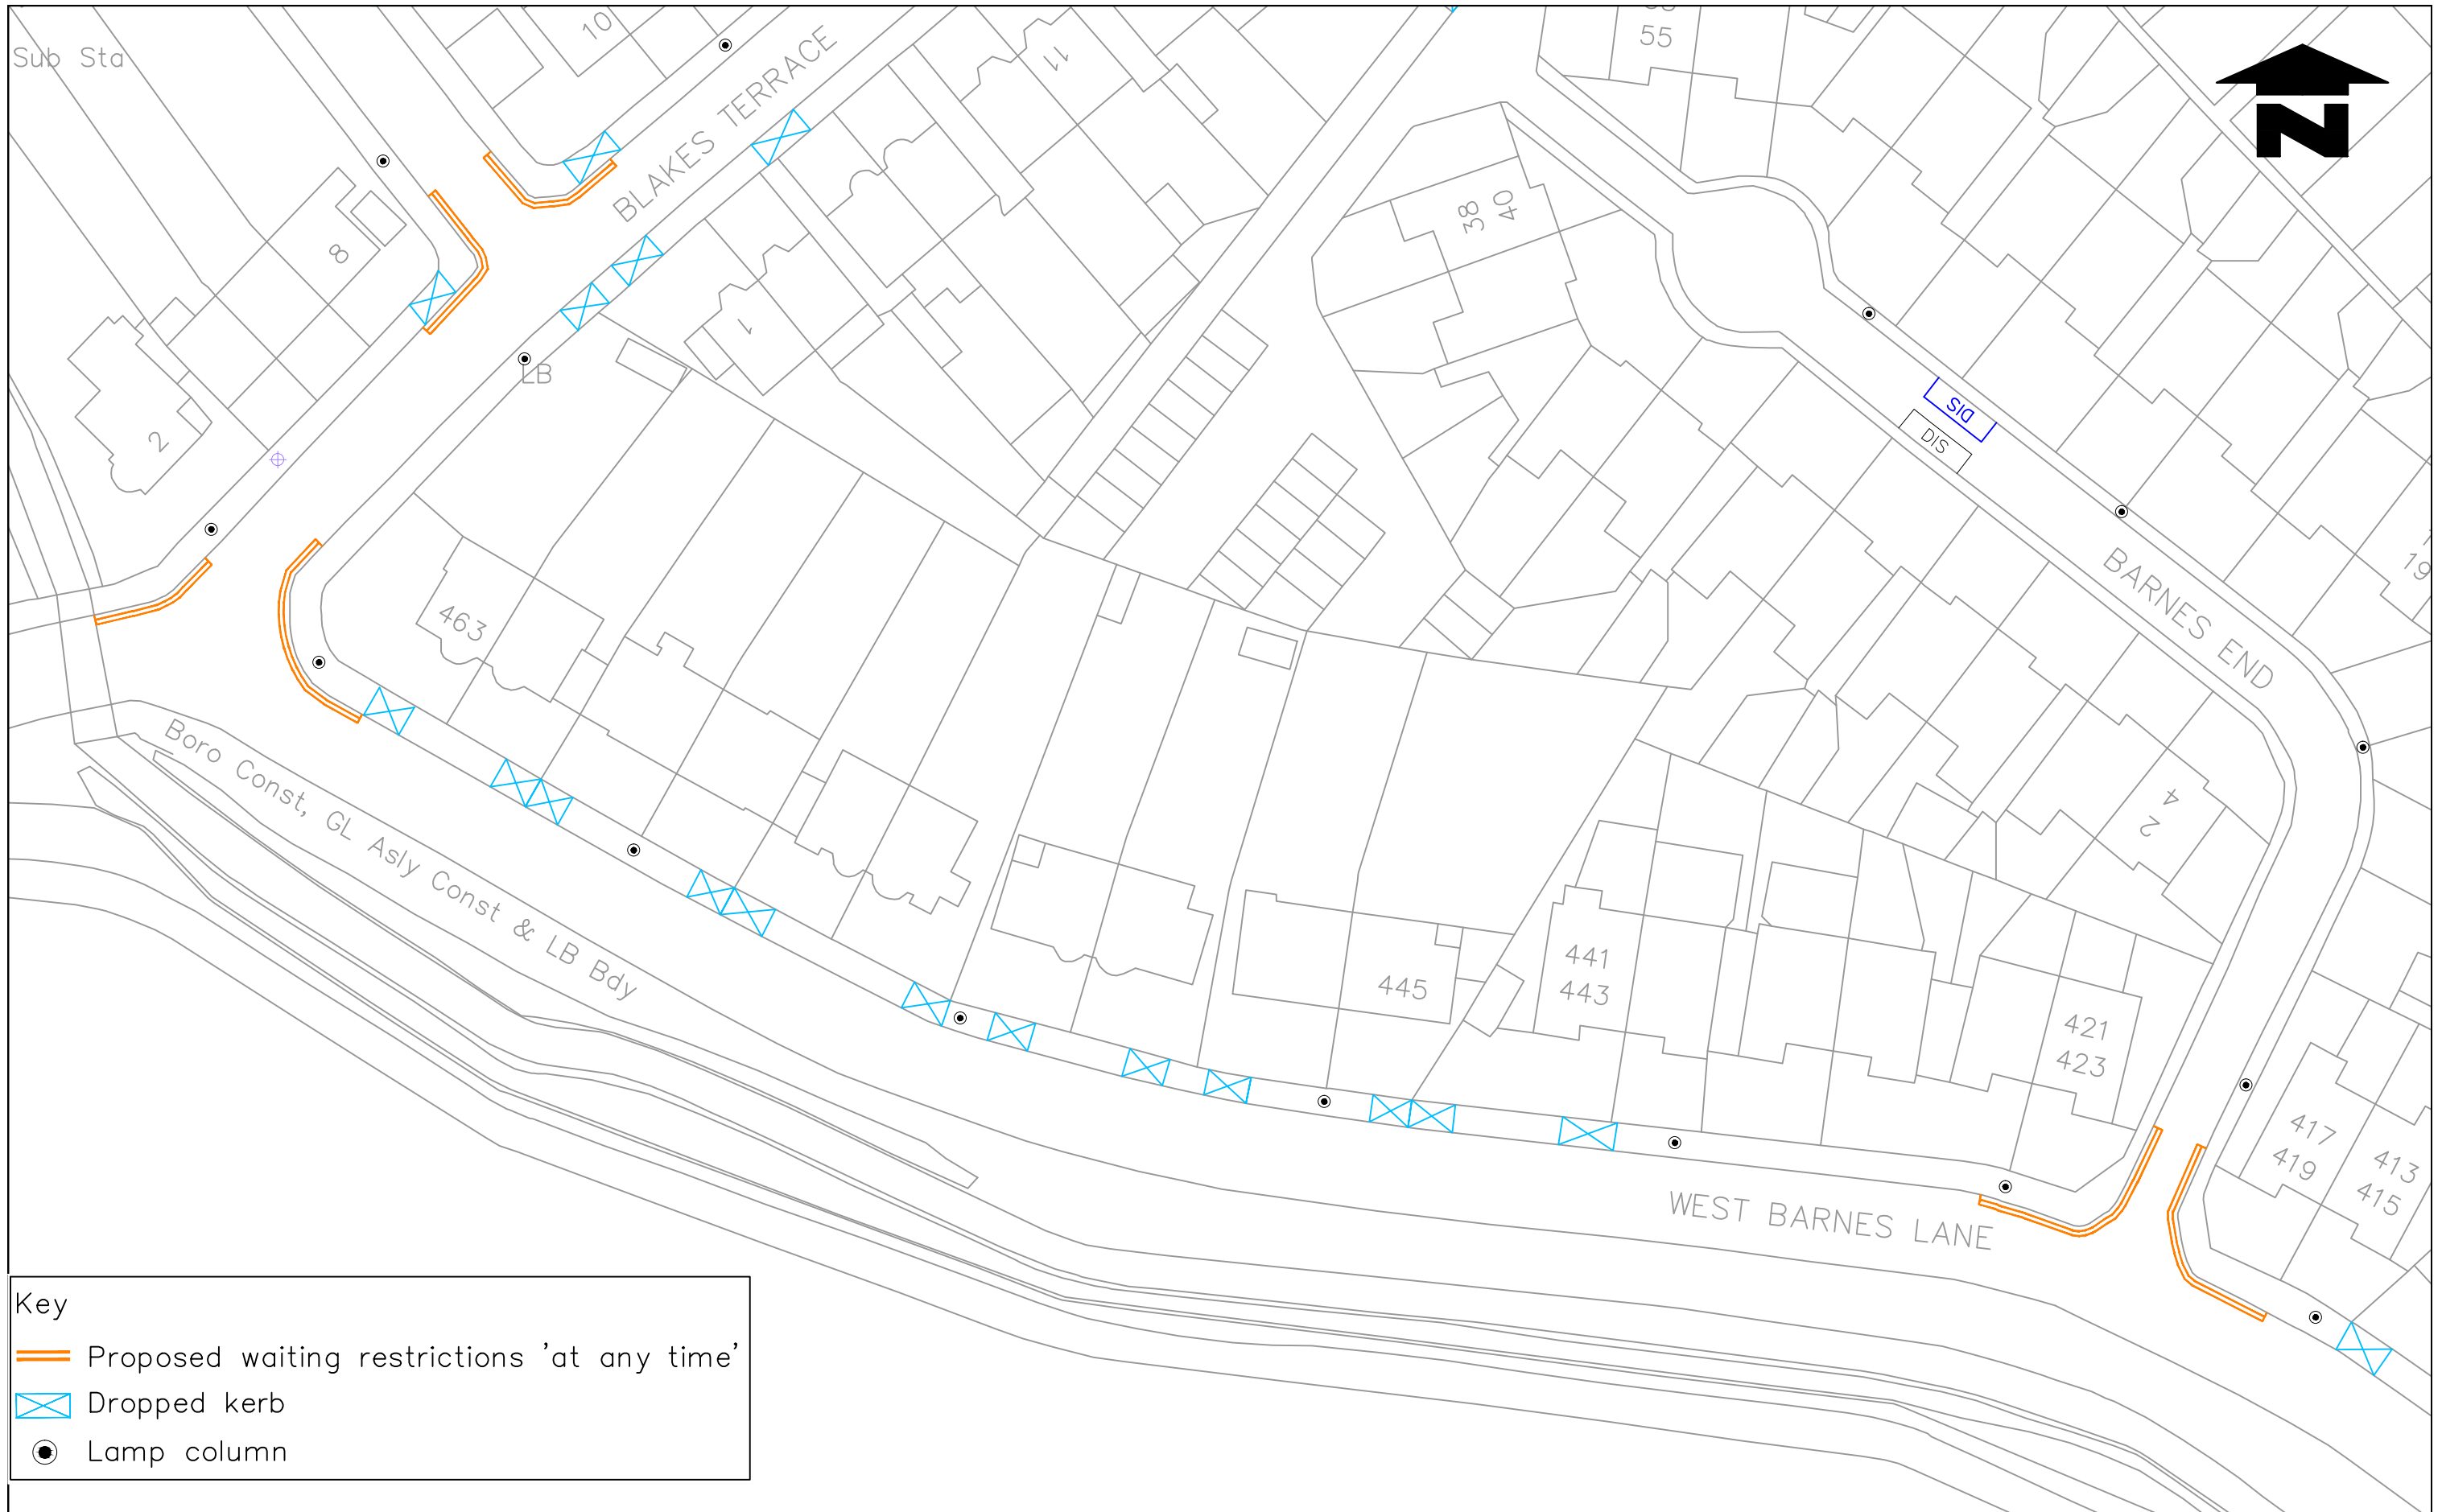 Sub Sta
10
BLAKES TERRACE
11
55
N
38
40
8
2
1
LB
DIS
DIS
BARNES END
19
463
Boro Const, GL Asly Const & LB Bdy
4
2
445
441
443
421
423
417
419
413
415
WEST BARNES LANE
Key
Proposed waiting restrictions 'at any time'
Dropped kerb
Lamp column